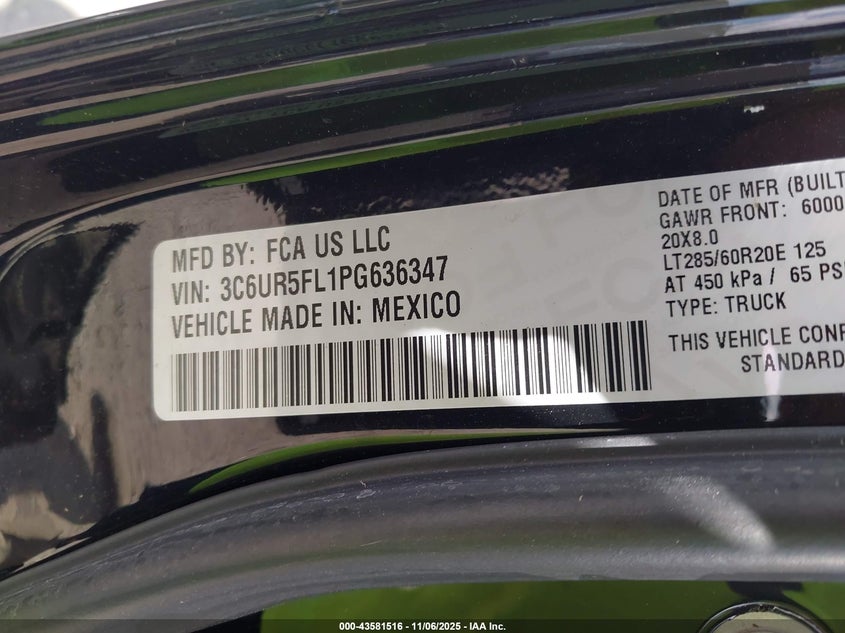 MFD BY: FCA US LLC
VIN: 3C6UR5FL1PG636347
VEHICLE MADE IN: MEXICO
DATE OF MFR (BUILT
GAWR FRONT: 6000
20X8.0
LT285/60R20E 125
AT 450 kPa / 65 PS
TYPE: TRUCK
THIS VEHICLE CONF
STANDARD
000-43581516 - 11/06/2025 - IAA Inc.